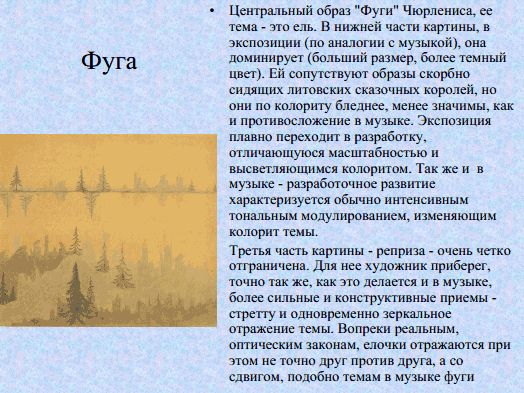 Фуга
• Центральный образ "Фуги" Чюрлениса, ее
тема - это ель. В нижней части картины, в
экспозиции (по аналогии с музыкой), она
доминирует (больший размер, более темный
цвет). Ей сопутствуют образы скорбно
сидящих литовских сказочных королей, но
они по колориту бледнее, менее значимы, как
и противосложение в музыке. Экспозиция
плавно переходит в разработку,
отличающуюся масштабностью и
высветляющимся колоритом. Так же и в
музыке - разработочное развитие
характеризуется обычно интенсивным
тональным модулированием, изменяющим
колорит темы.
Третья часть картины - реприза - очень четко
отграничена. Для нее художник приберег,
точно так же, как это делается и в музыке,
более сильные и конструктивные приемы -
стретту и одновременно зеркальное
отражение темы. Вопреки реальным,
оптическим законам, елочки отражаются при
этом не точно друг против друга, а со
сдвигом, подобно темам в музыке фуги